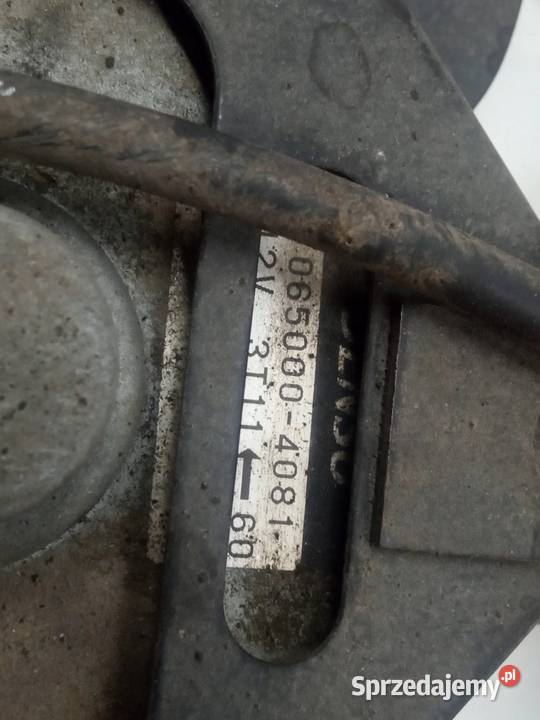 065000-4081
2V 3T11 ← 60
Sprzedajemy.pl